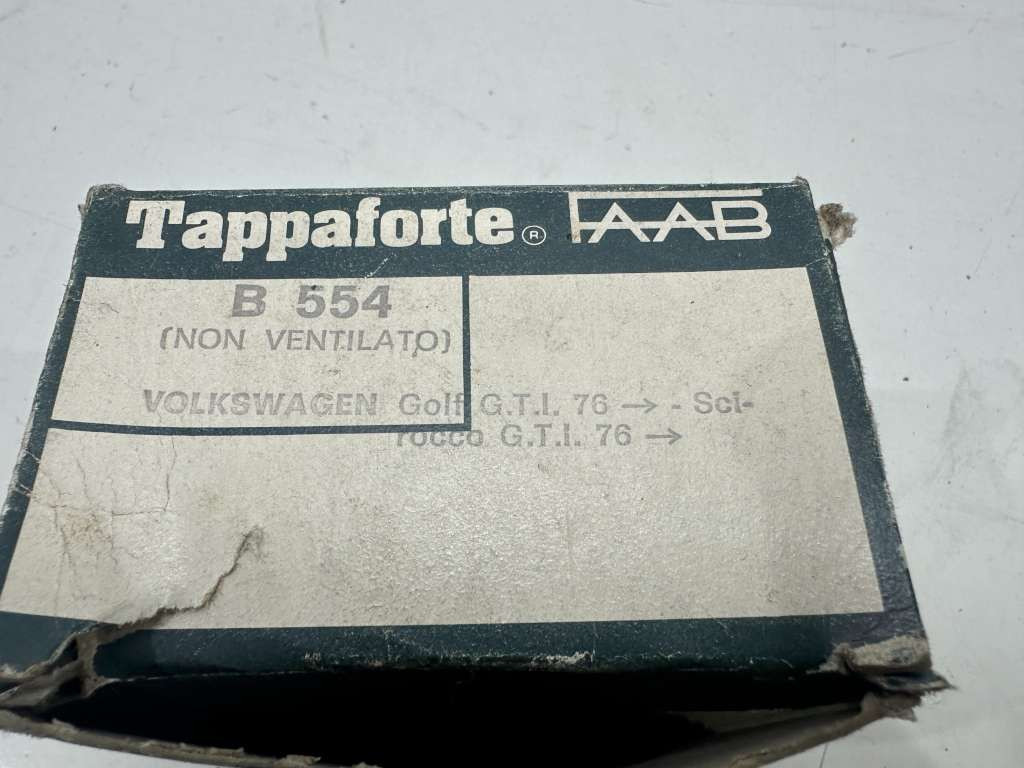 Tappaforte ® FAAB
B 554
(NON VENTILATO)
VOLKSWAGEN Golf G.T.I. 76 → - Sci-
rocco G.T.I. 76 →